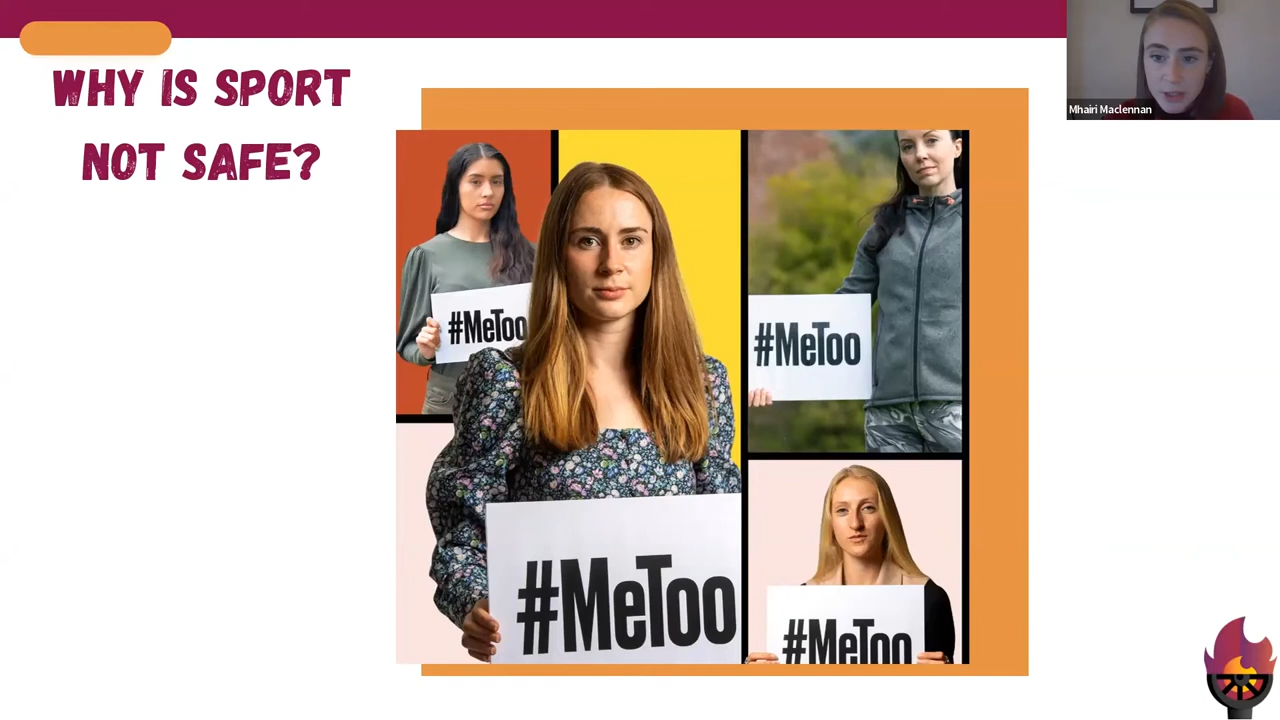 WHY IS SPORT
NOT SAFE?
Mhairi Maclennan
#MeToo
#MeToo
#MeToo
#MeToo